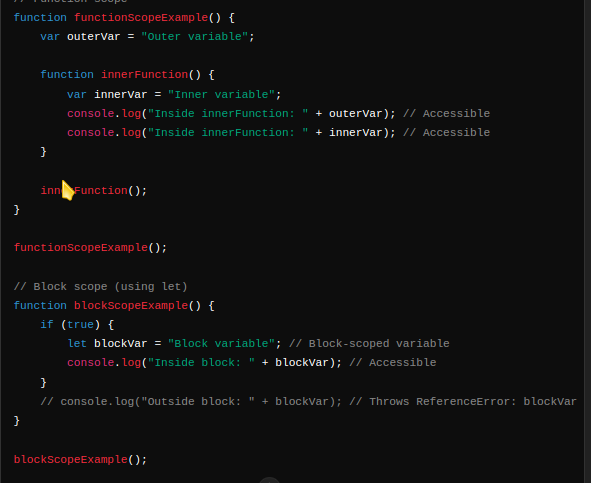 // Function scope
function functionScopeExample() {
    var outerVar = "Outer variable";
    function innerFunction() {
        var innerVar = "Inner variable";
        console.log("Inside innerFunction: " + outerVar); // Accessible
        console.log("Inside innerFunction: " + innerVar); // Accessible
    }
    innerFunction();
}
functionScopeExample();
// Block scope (using let)
function blockScopeExample() {
    if (true) {
        let blockVar = "Block variable"; // Block-scoped variable
        console.log("Inside block: " + blockVar); // Accessible
    }
    // console.log("Outside block: " + blockVar); // Throws ReferenceError: blockVar
}
blockScopeExample();